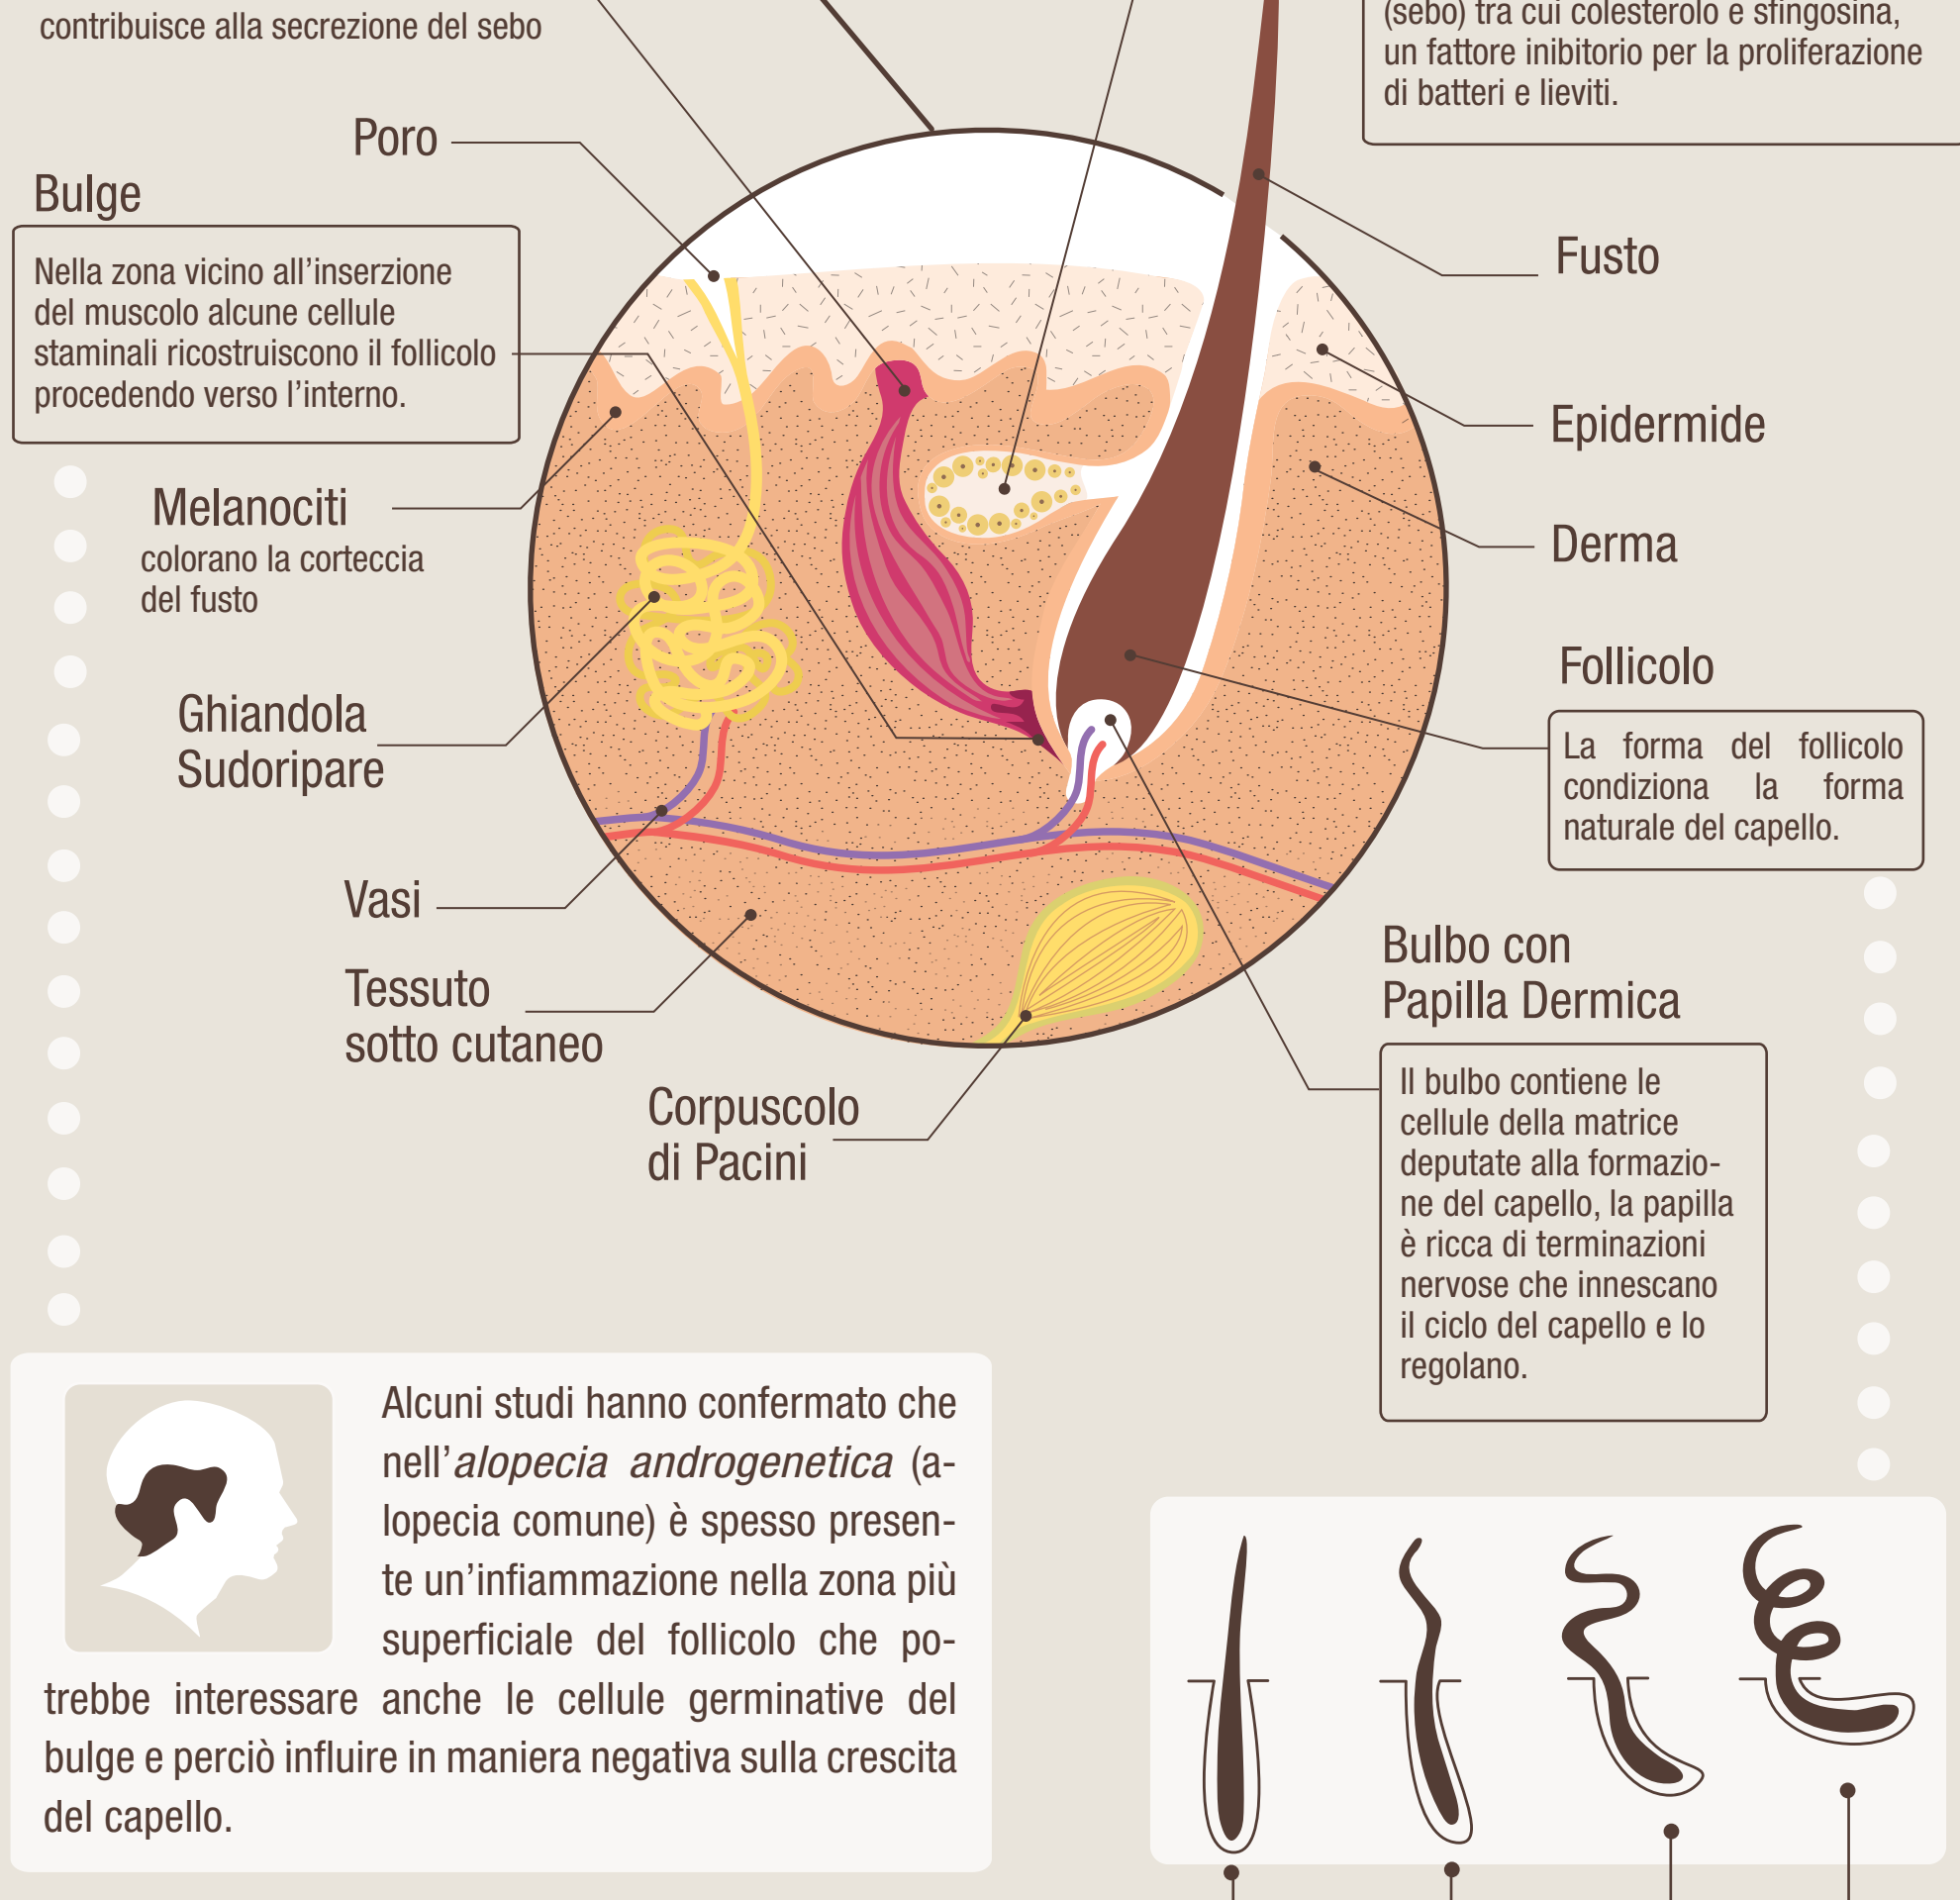 contribuisce alla secrezione del sebo
(sebo) tra cui colesterolo e sfingosina,
un fattore inibitorio per la proliferazione
di batteri e lieviti.
Poro
Bulge
Nella zona vicino all’inserzione
del muscolo alcune cellule
staminali ricostruiscono il follicolo
procedendo verso l’interno.
Fusto
Epidermide
Melanociti
colorano la corteccia
del fusto
Derma
Ghiandola
Sudoripare
Follicolo
La forma del follicolo
condiziona la forma
naturale del capello.
Vasi
Tessuto
sotto cutaneo
Corpuscolo
di Pacini
Bulbo con
Papilla Dermica
Il bulbo contiene le
cellule della matrice
deputate alla formazio-
ne del capello, la papilla
è ricca di terminazioni
nervose che innescano
il ciclo del capello e lo
regolano.
Alcuni studi hanno confermato che
nell’alopecia androgenetica (a-
lopecia comune) è spesso presen-
te un’infiammazione nella zona più
superficiale del follicolo che po-
trebbe interessare anche le cellule germinative del
bulge e perciò influire in maniera negativa sulla crescita
del capello.